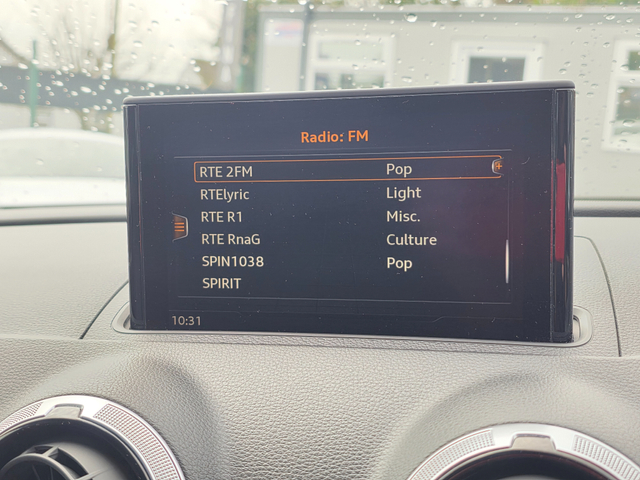 Radio: FM
RTE 2FM Pop
RTElyric Light
RTE R1 Misc.
RTE RnaG Culture
SPIN1038 Pop
SPIRIT
10:31